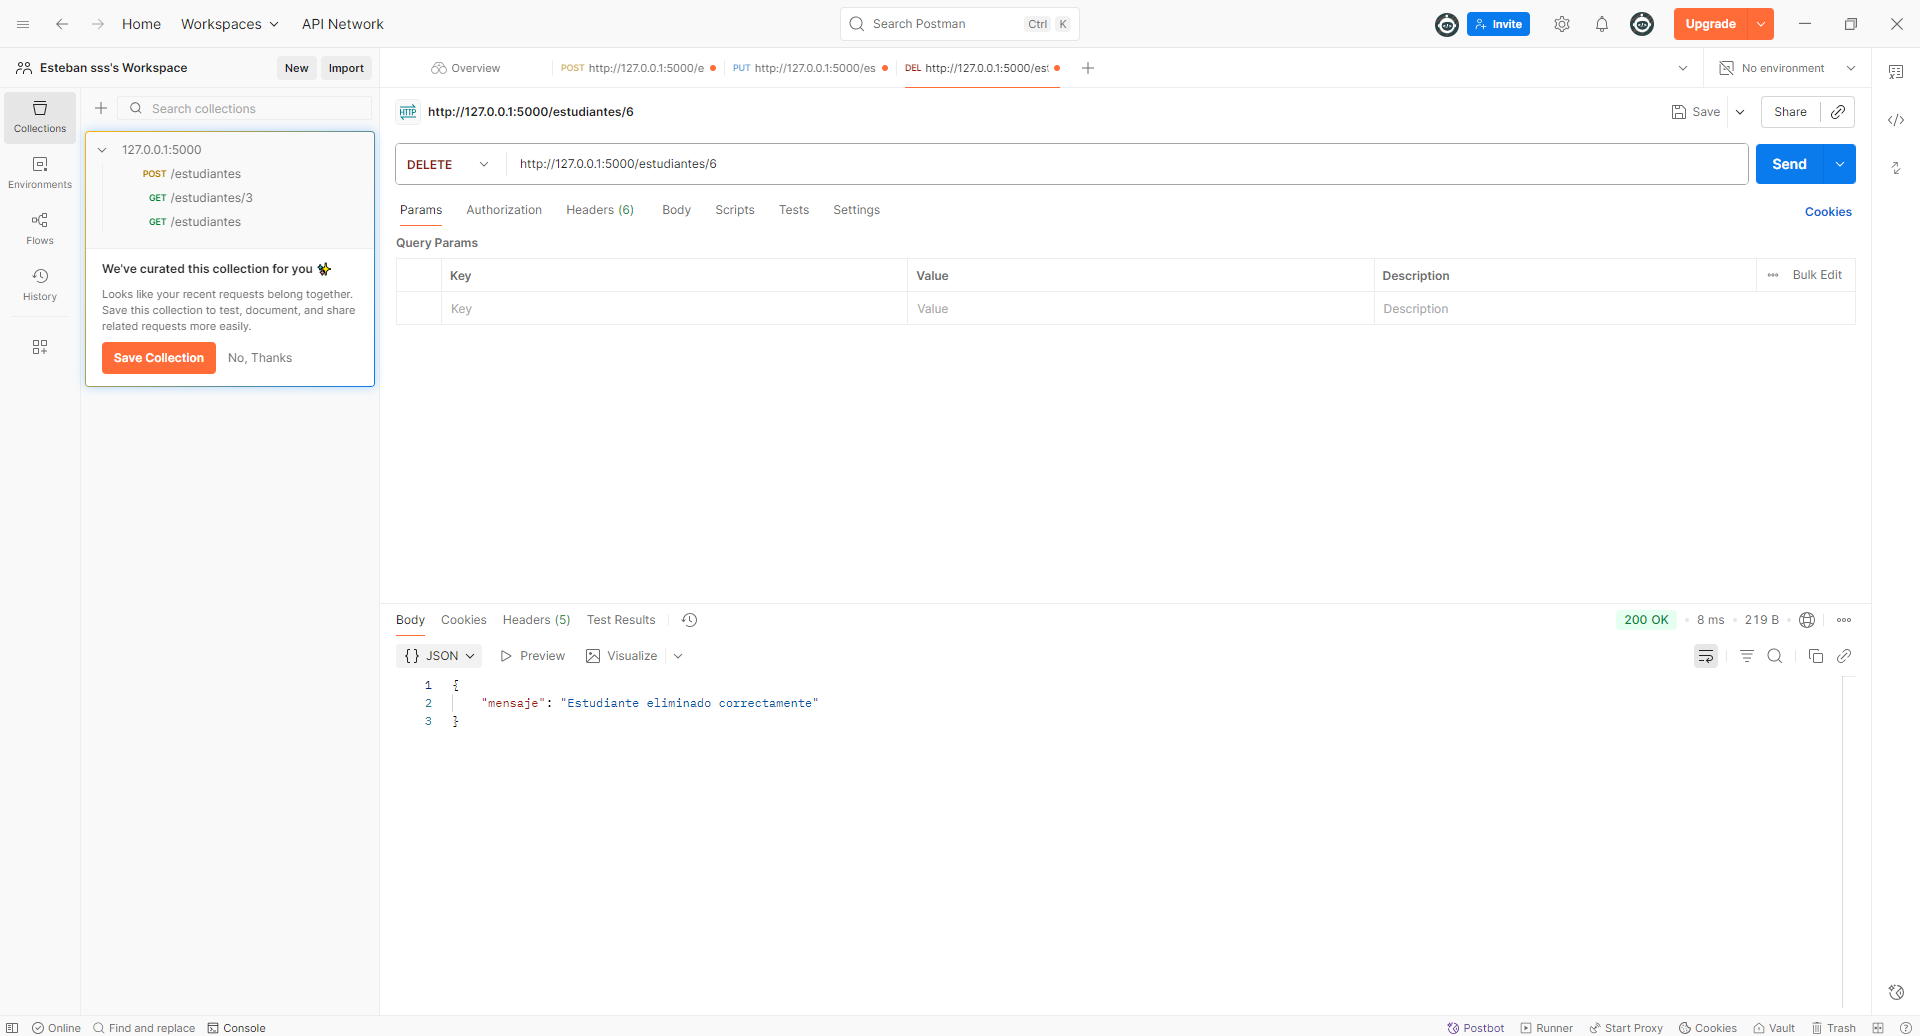 Home Workspaces API Network Search Postman Ctrl K Invite Upgrade
Esteban sss's Workspace New Import Overview POST http://127.0.0.1:5000/e PUT http://127.0.0.1:5000/es DEL http://127.0.0.1:5000/est No environment
Collections
Environments
Flows
History
Search collections
127.0.0.1:5000
POST /estudiantes
GET /estudiantes/3
GET /estudiantes
We've curated this collection for you
Looks like your recent requests belong together.
Save this collection to test, document, and share
related requests more easily.
Save Collection No, Thanks
HTTP http://127.0.0.1:5000/estudiantes/6 Save Share
DELETE http://127.0.0.1:5000/estudiantes/6 Send
Params Authorization Headers (6) Body Scripts Tests Settings Cookies
Query Params
Key Value Description Bulk Edit
Key Value Description
Body Cookies Headers (5) Test Results 200 OK 8 ms 219 B
{} JSON Preview Visualize
1 {
2 "mensaje": "Estudiante eliminado correctamente"
3 }
Online Find and replace Console Postbot Runner Start Proxy Cookies Vault Trash